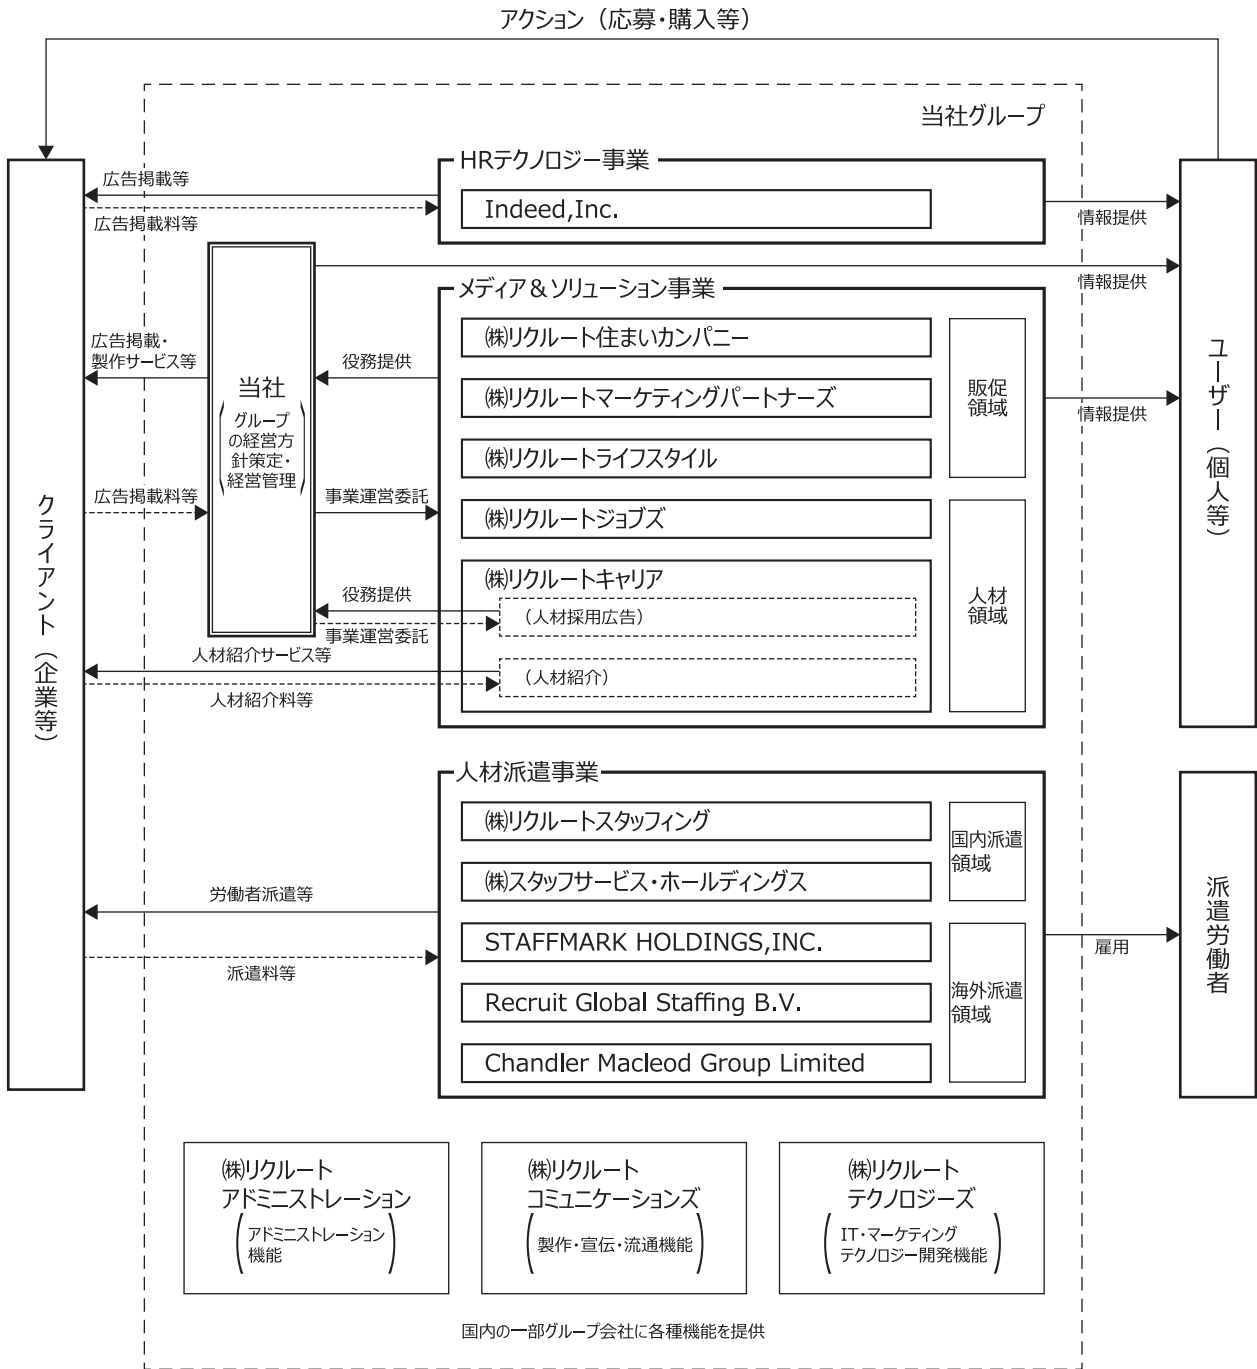 アクション（応募・購入等）
当社グループ
HRテクノロジー事業
広告掲載等
Indeed,Inc.
広告掲載料等
情報提供
情報提供
メディア＆ソリューション事業
㈱リクルート住まいカンパニー
広告掲載・
製作サービス等
役務提供
当社
グループ
の経営方
針策定・
経営管理
㈱リクルートマーケティングパートナーズ
販促
領域
情報提供
㈱リクルートライフスタイル
広告掲載料等
事業運営委託
㈱リクルートジョブズ
㈱リクルートキャリア
人材
領域
役務提供
（人材採用広告）
事業運営委託
人材紹介サービス等
（人材紹介）
人材紹介料等
クライアント（企業等）
ユーザー（個人等）
人材派遣事業
㈱リクルートスタッフィング
国内派遣
領域
㈱スタッフサービス・ホールディングス
労働者派遣等
STAFFMARK HOLDINGS,INC.
雇用
派遣料等
Recruit Global Staffing B.V.
海外派遣
領域
Chandler Macleod Group Limited
派遣労働者
㈱リクルート
アドミニストレーション
アドミニストレーション
機能
㈱リクルート
コミュニケーションズ
製作・宣伝・流通機能
㈱リクルート
テクノロジーズ
IT・マーケティング
テクノロジー開発機能
国内の一部グループ会社に各種機能を提供